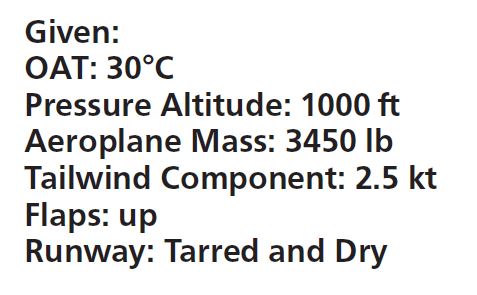 Given:
OAT: 30°C
Pressure Altitude: 1000 ft
Aeroplane Mass: 3450 lb
Tailwind Component: 2.5 kt
Flaps: up
Runway: Tarred and Dry